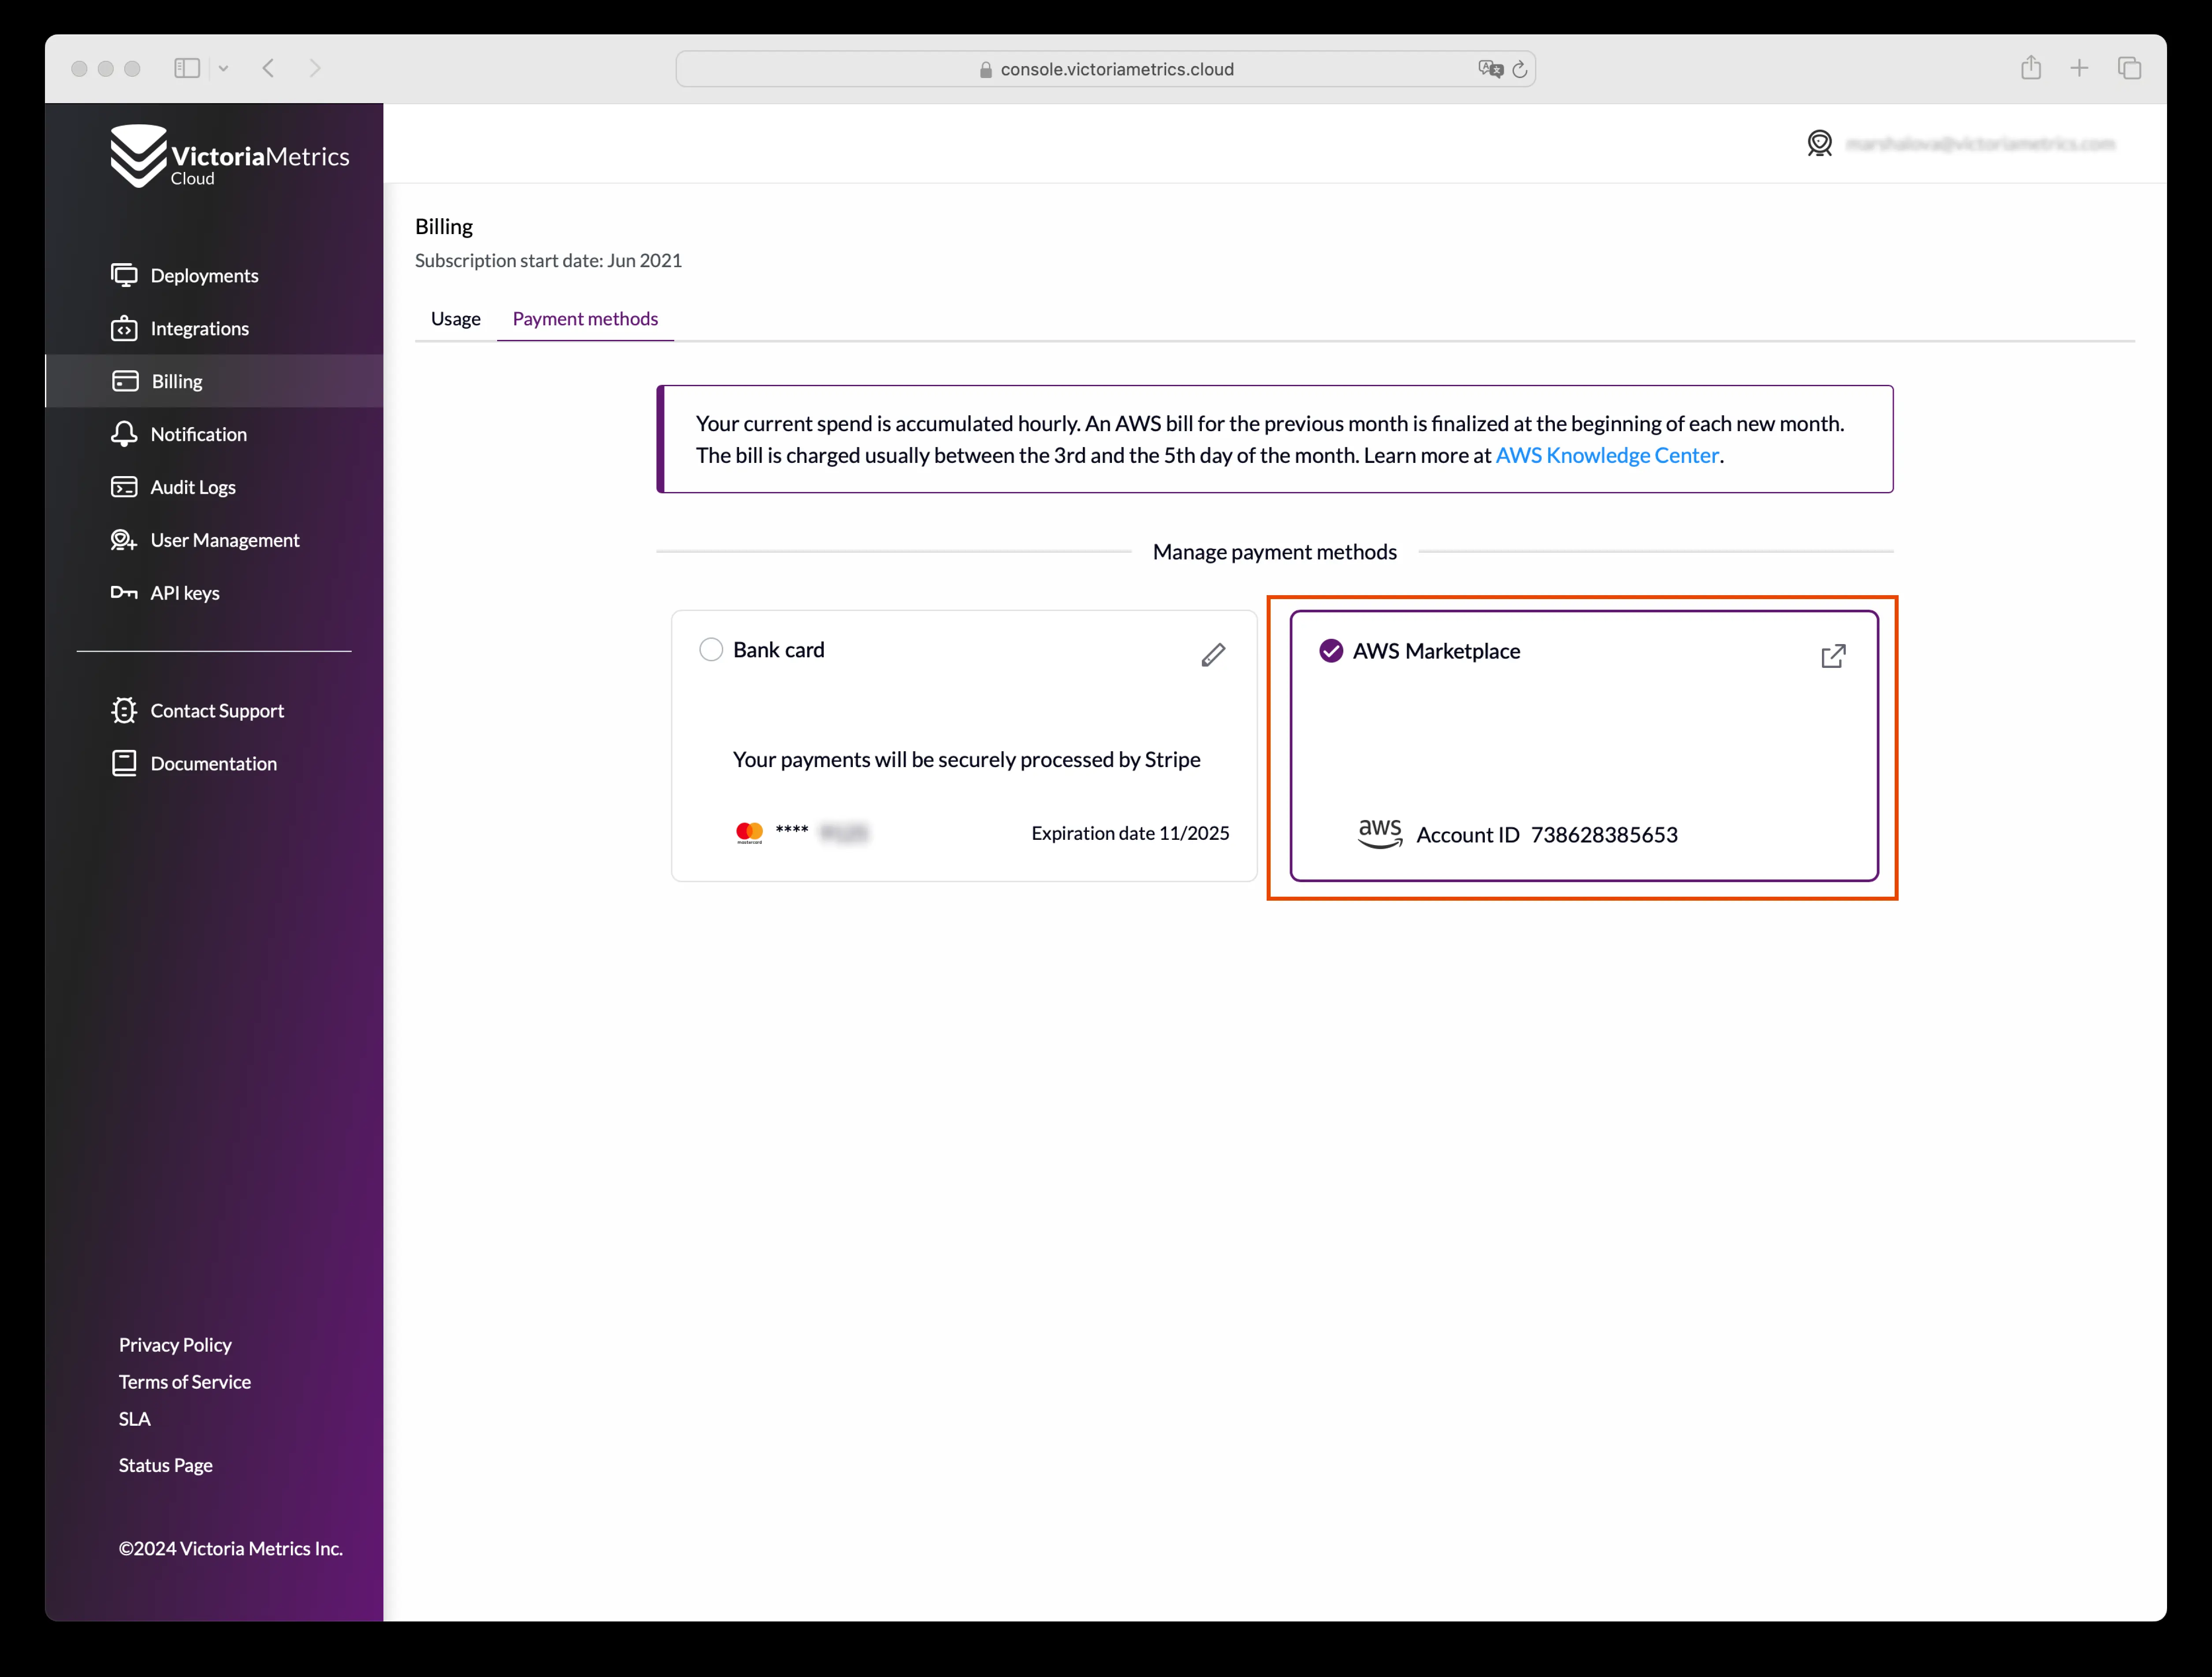 console.victoriametrics.cloud
VictoriaMetrics
Cloud
Deployments
Integrations
Billing
Notification
Audit Logs
User Management
API keys
Contact Support
Documentation
Privacy Policy
Terms of Service
SLA
Status Page
©2024 Victoria Metrics Inc.
Billing
Subscription start date: Jun 2021
Usage
Payment methods
Your current spend is accumulated hourly. An AWS bill for the previous month is finalized at the beginning of each new month.
The bill is charged usually between the 3rd and the 5th day of the month. Learn more at AWS Knowledge Center.
Manage payment methods
Bank card
Your payments will be securely processed by Stripe
mastercard
****
Expiration date 11/2025
AWS Marketplace
aws
Account ID 738628385653